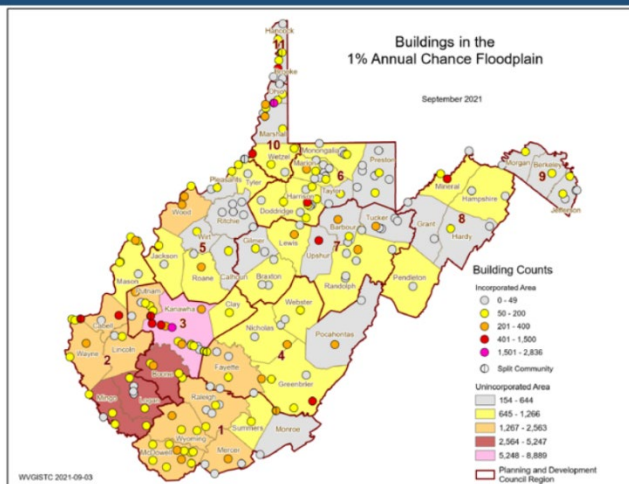 Buildings in the
1% Annual Chance Floodplain
September 2021
Hancock
11
Brooke
Ohio
Marshall
10
Wetzel
Monongalia
Marion
6
Preston
Morgan
Berkeley
9
Jefferson
Pleasants
Tyler
Taylor
Mineral
Hampshire
Wood
Ritchie
Doddridge
Harrison
Barbour
Tucker
Grant
8
Hardy
Wirt
5
Gilmer
Lewis
7
Upshur
Jackson
Roane
Calhoun
Braxton
Randolph
Pendleton
Mason
Putnam
Clay
Webster
Kanawha
3
Nicholas
Pocahontas
Cabell
2
Lincoln
Wayne
4
Boone
Fayette
Greenbrier
Mingo
Logan
Raleigh
1
Wyoming
Summers
Monroe
McDowell
Mercer
Building Counts
Incorporated Area
0 - 49
50 - 200
201 - 400
401 - 1,500
1,501 - 2,836
Split Community
Unincorporated Area
154 - 644
645 - 1,266
1,267 - 2,563
2,564 - 5,247
5,248 - 8,889
Planning and Development
Council Region
WVGISTC 2021-09-03